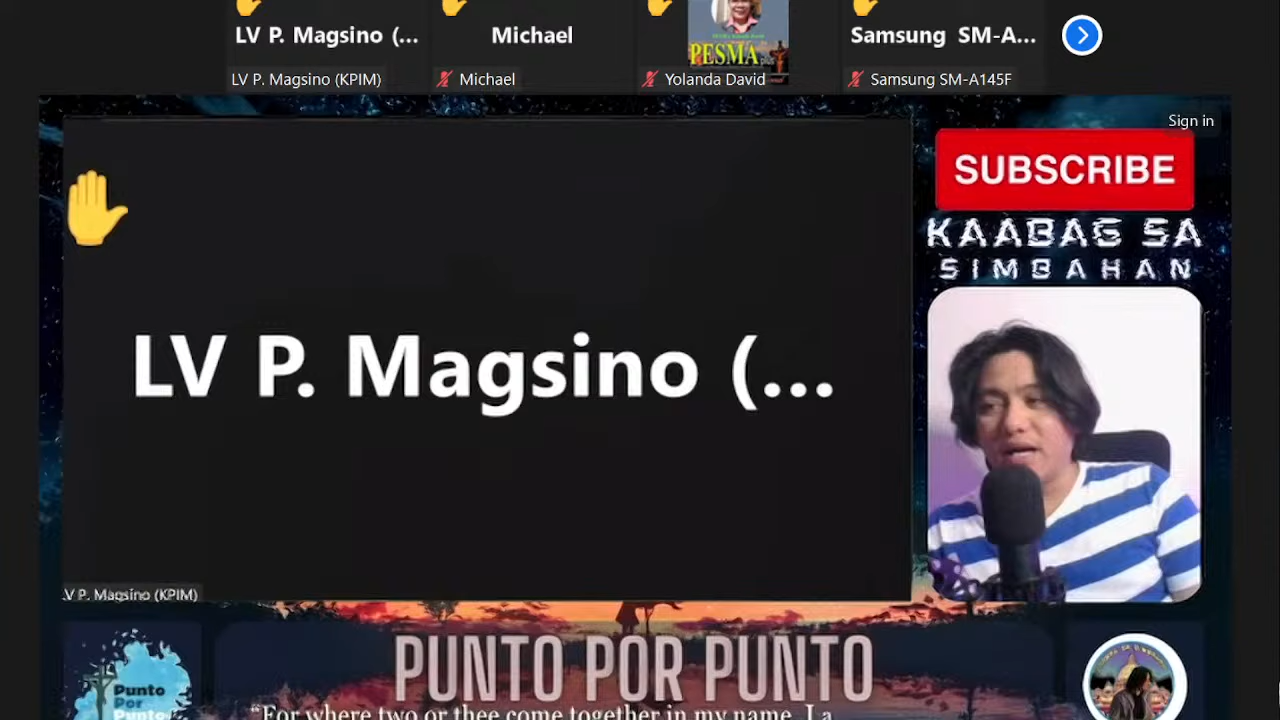 LV P. Magsino (...
Michael
Samsung SM-A...
PESMA
LV P. Magsino (KPIM)
Michael
Yolanda David
Samsung SM-A145F
Sign in
SUBSCRIBE
KAABAG SA
SIMBAHAN
LV P. Magsino (...
LV P. Magsino (KPIM)
PUNTO POR PUNTO
Punto
Por
Punto
"For where two or thee come together in my name, I a